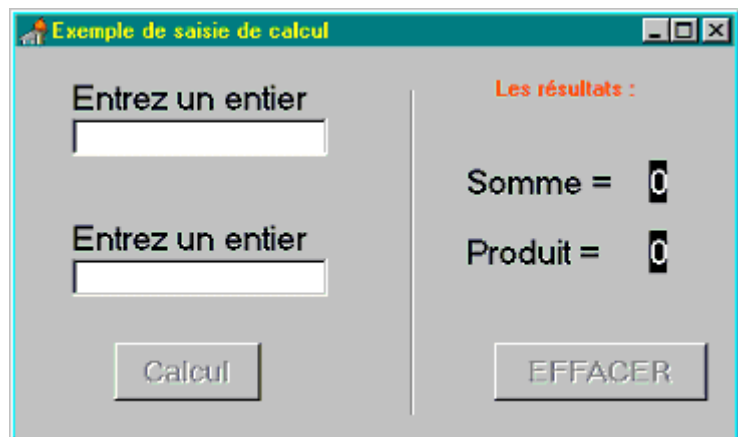 Exemple de saisie de calcul
Entrez un entier
Entrez un entier
Calcul
Les résultats :
Somme = 0
Produit = 0
EFFACER